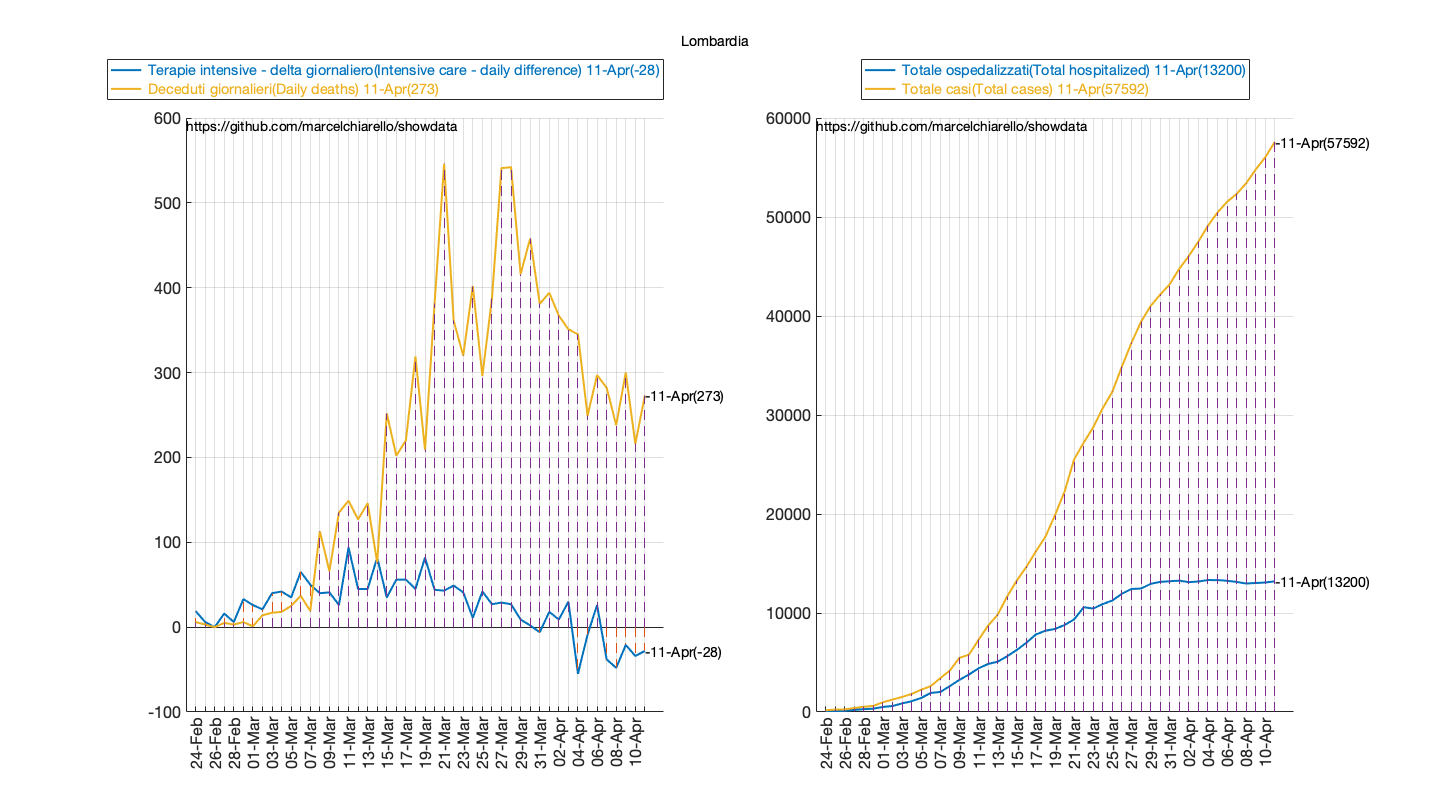 Lombardia
Terapie intensive - delta giornaliero(Intensive care - daily difference) 11-Apr(-28)
Deceduti giornalieri(Daily deaths) 11-Apr(273)
600
https://github.com/marcelchiarello/showdata
500
400
300
-11-Apr(273)
200
100
0
-11-Apr(-28)
-100
24-Feb
26-Feb
28-Feb
01-Mar
03-Mar
05-Mar
07-Mar
09-Mar
11-Mar
13-Mar
15-Mar
17-Mar
19-Mar
21-Mar
23-Mar
25-Mar
27-Mar
29-Mar
31-Mar
02-Apr
04-Apr
06-Apr
08-Apr
10-Apr
Totale ospedalizzati(Total hospitalized) 11-Apr(13200)
Totale casi(Total cases) 11-Apr(57592)
60000
https://github.com/marcelchiarello/showdata
-11-Apr(57592)
50000
40000
30000
20000
-11-Apr(13200)
10000
0
24-Feb
26-Feb
28-Feb
01-Mar
03-Mar
05-Mar
07-Mar
09-Mar
11-Mar
13-Mar
15-Mar
17-Mar
19-Mar
21-Mar
23-Mar
25-Mar
27-Mar
29-Mar
31-Mar
02-Apr
04-Apr
06-Apr
08-Apr
10-Apr